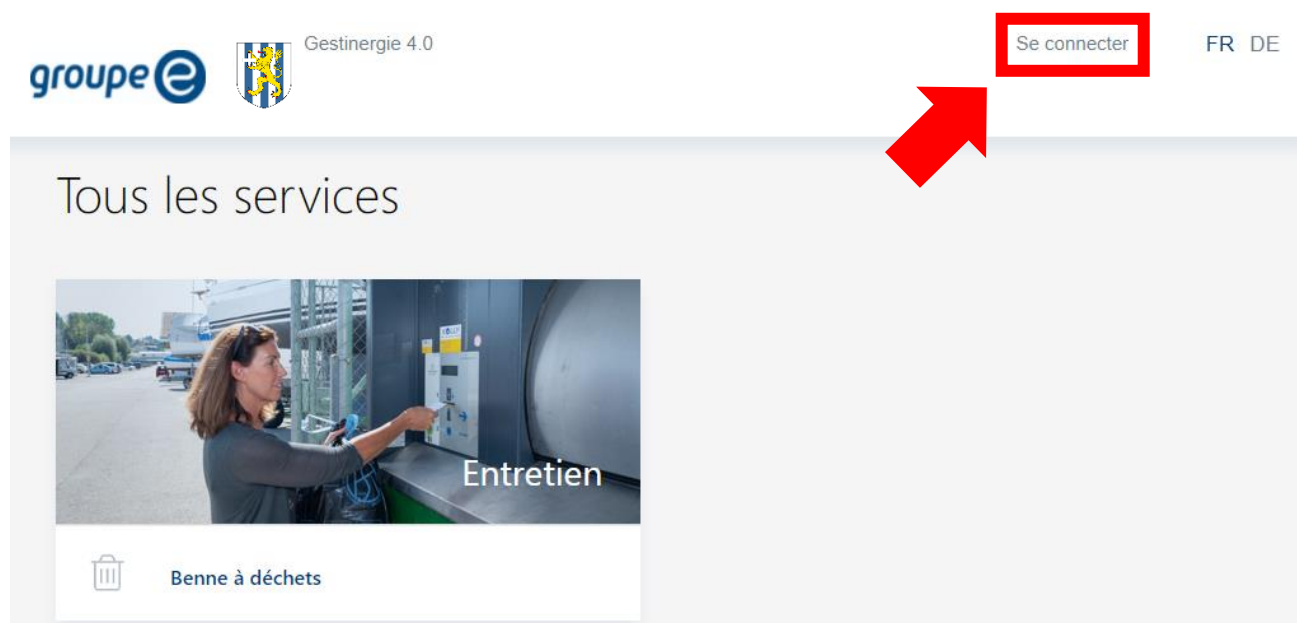 groupe e
Gestinergie 4.0
Se connecter
FR DE
Tous les services
Entretien
Benne à déchets